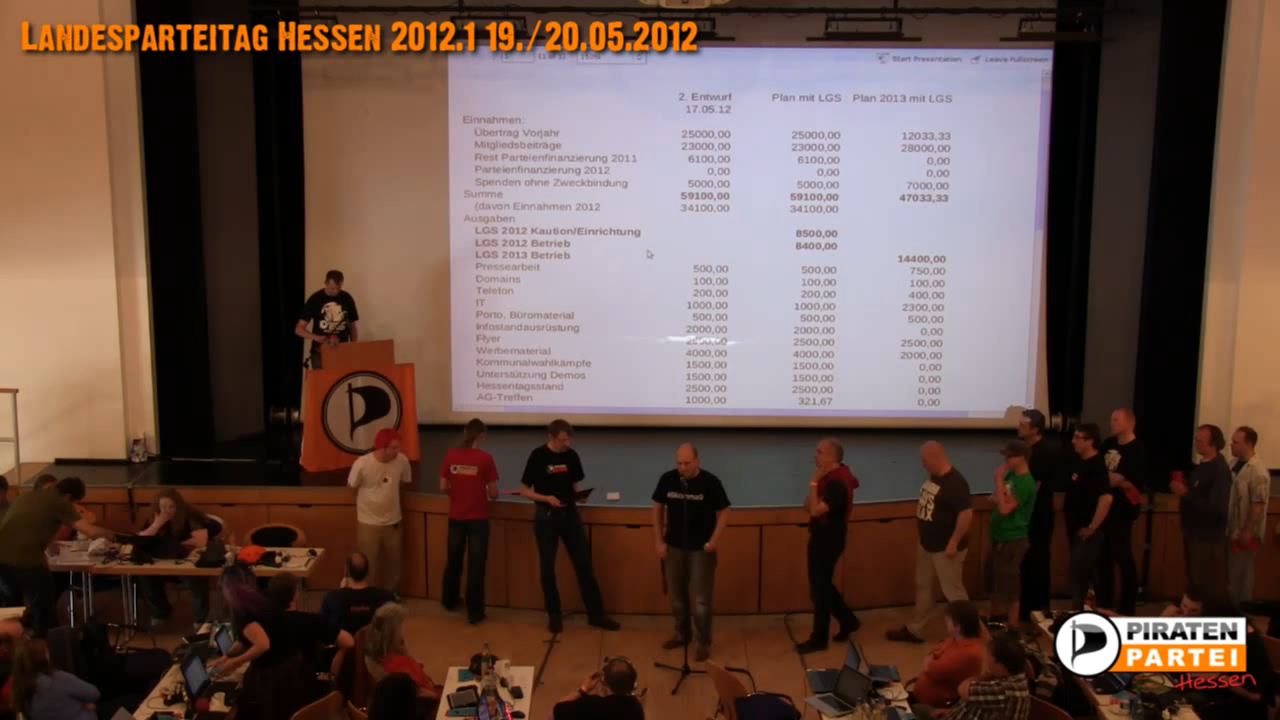 Landesparteitag Hessen 2012.1 19./20.05.2012
Start Presentation Leave Fullscreen
2. Entwurf Plan mit LGS Plan 2013 mit LGS
17.05.12
Einnahmen:
Übertrag Vorjahr 25000,00 25000,00 12033,33
Mitgliedsbeiträge 23000,00 23000,00 28000,00
Rest Parteienfinanzierung 2011 6100,00 6100,00 0,00
Parteienfinanzierung 2012 0,00 0,00 0,00
Spenden ohne Zweckbindung 5000,00 5000,00 7000,00
Summe 59100,00 59100,00 47033,33
(davon Einnahmen 2012 34100,00 34100,00
Ausgaben
LGS 2012 Kaution/Einrichtung 8500,00
LGS 2012 Betrieb 8400,00
LGS 2013 Betrieb 14400,00
Pressearbeit 500,00 500,00 750,00
Domains 100,00 100,00 100,00
Telefon 200,00 200,00 400,00
IT 1000,00 1000,00 2300,00
Porto, Büromaterial 500,00 500,00 500,00
Infostandausrüstung 2000,00 2000,00 0,00
Flyer 2500,00 2500,00 2500,00
Werbematerial 4000,00 4000,00 2000,00
Kommunalwahlkämpfe 1500,00 1500,00 0,00
Unterstützung Demos 1500,00 1500,00 0,00
Hessentagsstand 2500,00 2500,00 0,00
AG-Treffen 1000,00 321,67 0,00
PIRATEN
PARTEI
Hessen